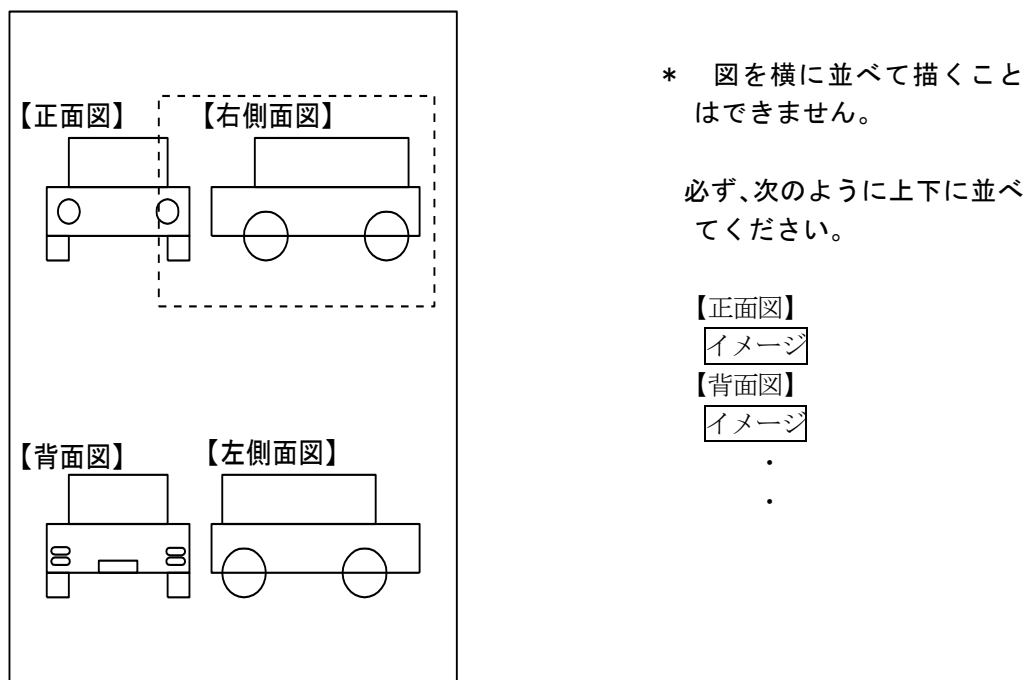 【正面図】 【右側面図】
【背面図】 【左側面図】
* 図を横に並べて描くこと
はできません。
必ず、次のように上下に並べ
てください。
【正面図】
イメージ
【背面図】
イメージ
・
・